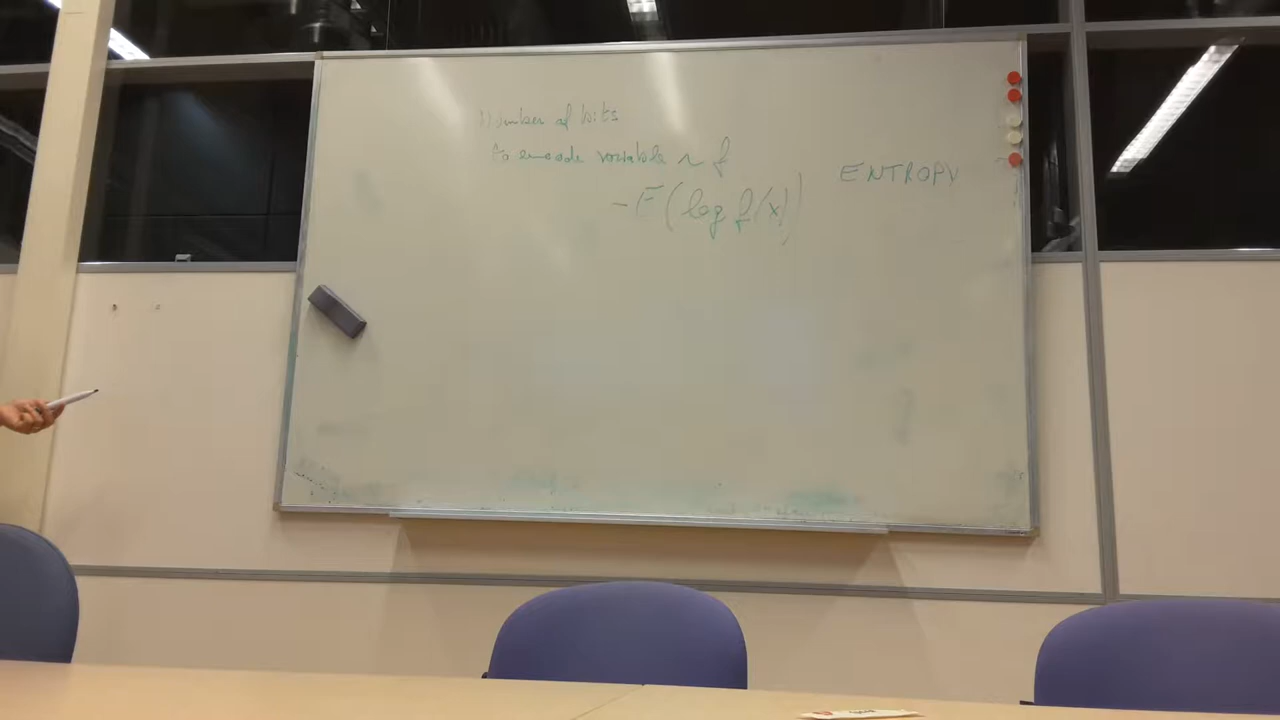 Number of bits
to encode variable ~ f
ENTROPY
-E(log f(x))